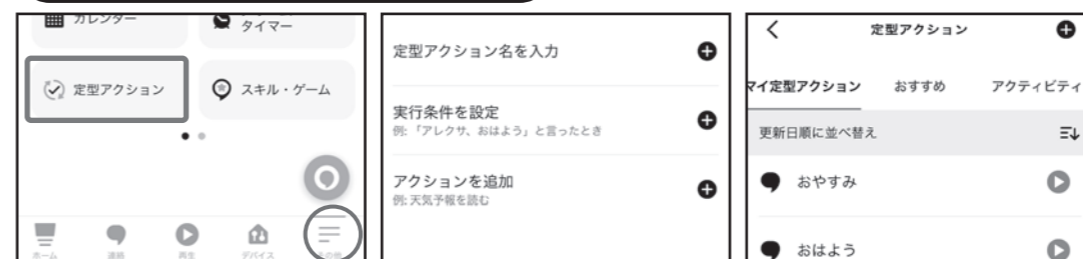 カレンダー
タイマー
定型アクション
スキル・ゲーム
ホーム
連絡
再生
デバイス
その他
定型アクション名を入力
実行条件を設定
例: 「アレクサ、おはよう」と言ったとき
アクションを追加
例: 天気予報を読む
定型アクション
マイ定型アクション
おすすめ
アクティビティ
更新日順に並べ替え
おやすみ
おはよう